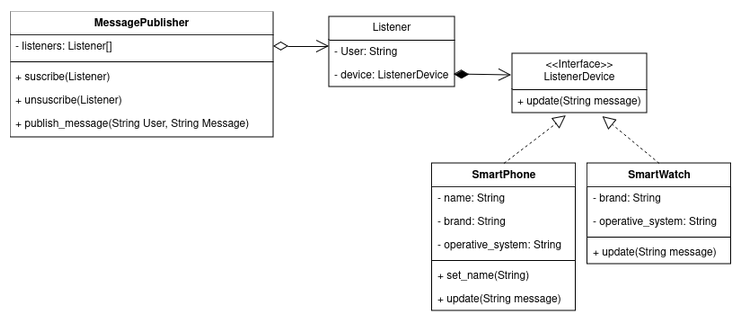 MessagePublisher
- listeners: Listener[]
+ suscribe(Listener)
+ unsuscribe(Listener)
+ publish_message(String User, String Message)
Listener
- User: String
- device: ListenerDevice
<<Interface>>
ListenerDevice
+ update(String message)
SmartPhone
- name: String
- brand: String
- operative_system: String
+ set_name(String)
+ update(String message)
SmartWatch
- brand: String
- operative_system: String
+ update(String message)